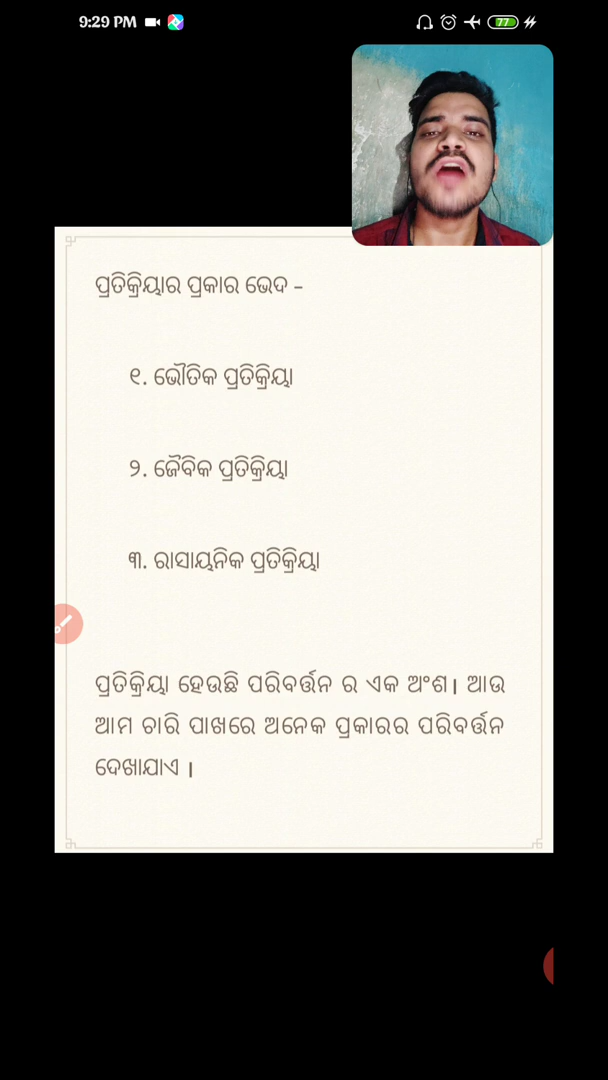 9:29 PM
77
ପ୍ରତିକ୍ରିୟାର ପ୍ରକାର ଭେଦ -
୧. ଭୌତିକ ପ୍ରତିକ୍ରିୟା
୨. ଜୈବିକ ପ୍ରତିକ୍ରିୟା
୩. ରାସାୟନିକ ପ୍ରତିକ୍ରିୟା
ପ୍ରତିକ୍ରିୟା ହେଉଛି ପରିବର୍ତ୍ତନ ର ଏକ ଅଂଶ। ଆଉ
ଆମ ଚାରି ପାଖରେ ଅନେକ ପ୍ରକାରର ପରିବର୍ତ୍ତନ
ଦେଖାଯାଏ ।